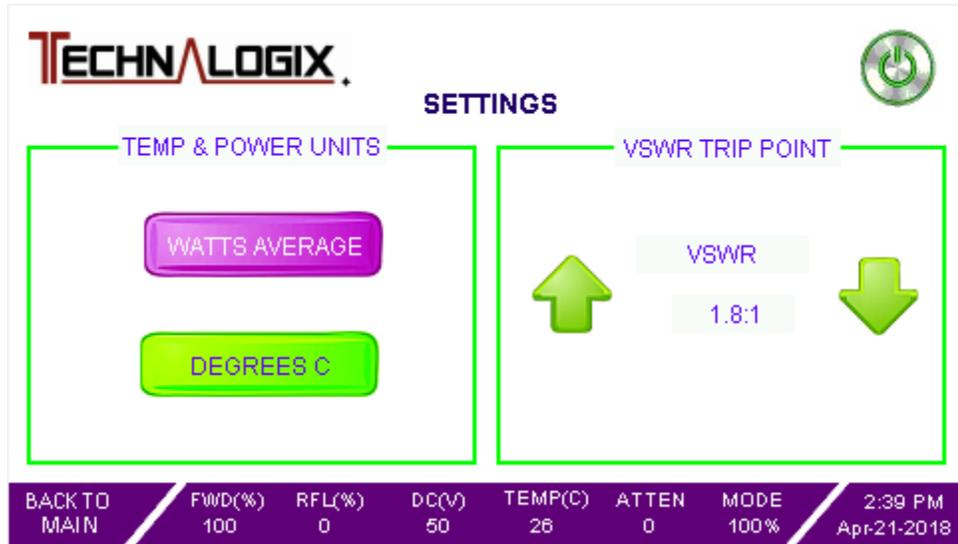 TECHNALOGIX
SETTINGS
TEMP & POWER UNITS
VSWR TRIP POINT
WATTS AVERAGE
VSWR
1.8:1
DEGREES C
BACK TO MAIN
FWD(%) RFL(%) DC(V) TEMP(C) ATTEN MODE 2:39 PM
100 0 50 26 0 100% Apr-21-2018